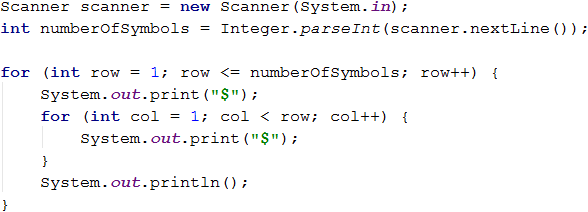 Scanner scanner = new Scanner(System.in);
int numberOfSymbols = Integer.parseInt(scanner.nextLine());

for (int row = 1; row <= numberOfSymbols; row++) {
    System.out.print("$");
    for (int col = 1; col < row; col++) {
        System.out.print("$");
    }
    System.out.println();
}